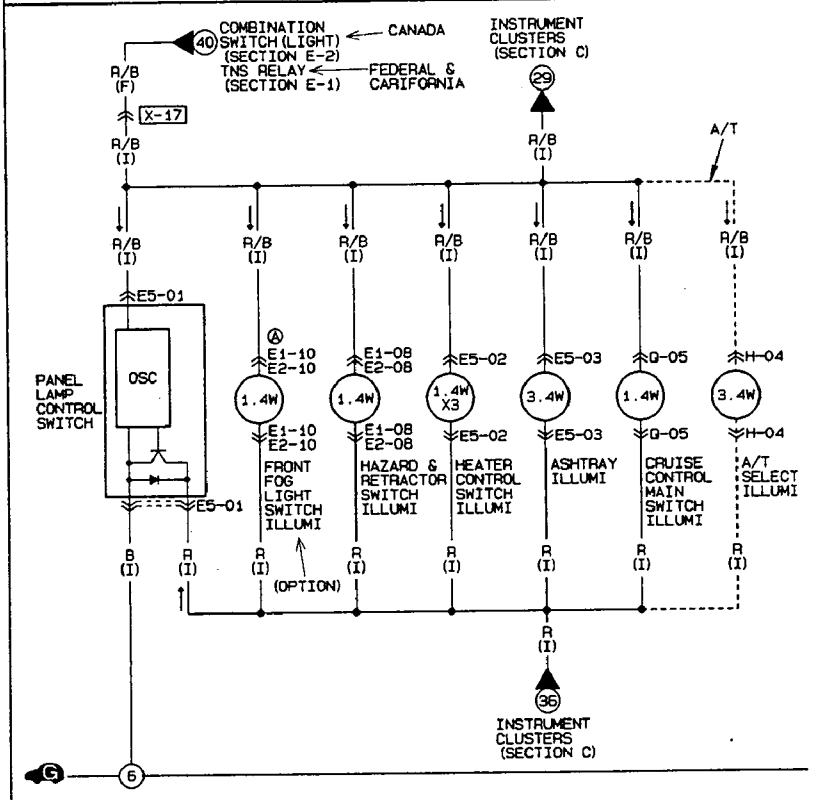 40
COMBINATION
SWITCH (LIGHT)
(SECTION E-2)
TNS RELAY
(SECTION E-1)
CANADA
FEDERAL &
CARIFORNIA
INSTRUMENT
CLUSTERS
(SECTION C)
29
R/B
(F)
X-17
R/B
(I)
R/B
(I)
A/T
R/B
(I)
R/B
(I)
R/B
(I)
R/B
(I)
R/B
(I)
R/B
(I)
R/B
(I)
E5-01
PANEL
LAMP
CONTROL
SWITCH
OSC
E5-01
A
E1-10
E2-10
1.4W
E1-10
E2-10
FRONT
FOG
LIGHT
SWITCH
ILLUMI
(OPTION)
E1-08
E2-08
1.4W
E1-08
E2-08
HAZARD &
RETRACTOR
SWITCH
ILLUMI
E5-02
1.4W
X3
E5-02
HEATER
CONTROL
SWITCH
ILLUMI
E5-03
3.4W
E5-03
ASHTRAY
ILLUMI
Q-05
1.4W
Q-05
CRUISE
CONTROL
MAIN
SWITCH
ILLUMI
H-04
3.4W
H-04
A/T
SELECT
ILLUMI
B
(I)
R
(I)
R
(I)
R
(I)
R
(I)
R
(I)
R
(I)
R
(I)
R
(I)
36
INSTRUMENT
CLUSTERS
(SECTION C)
G
6